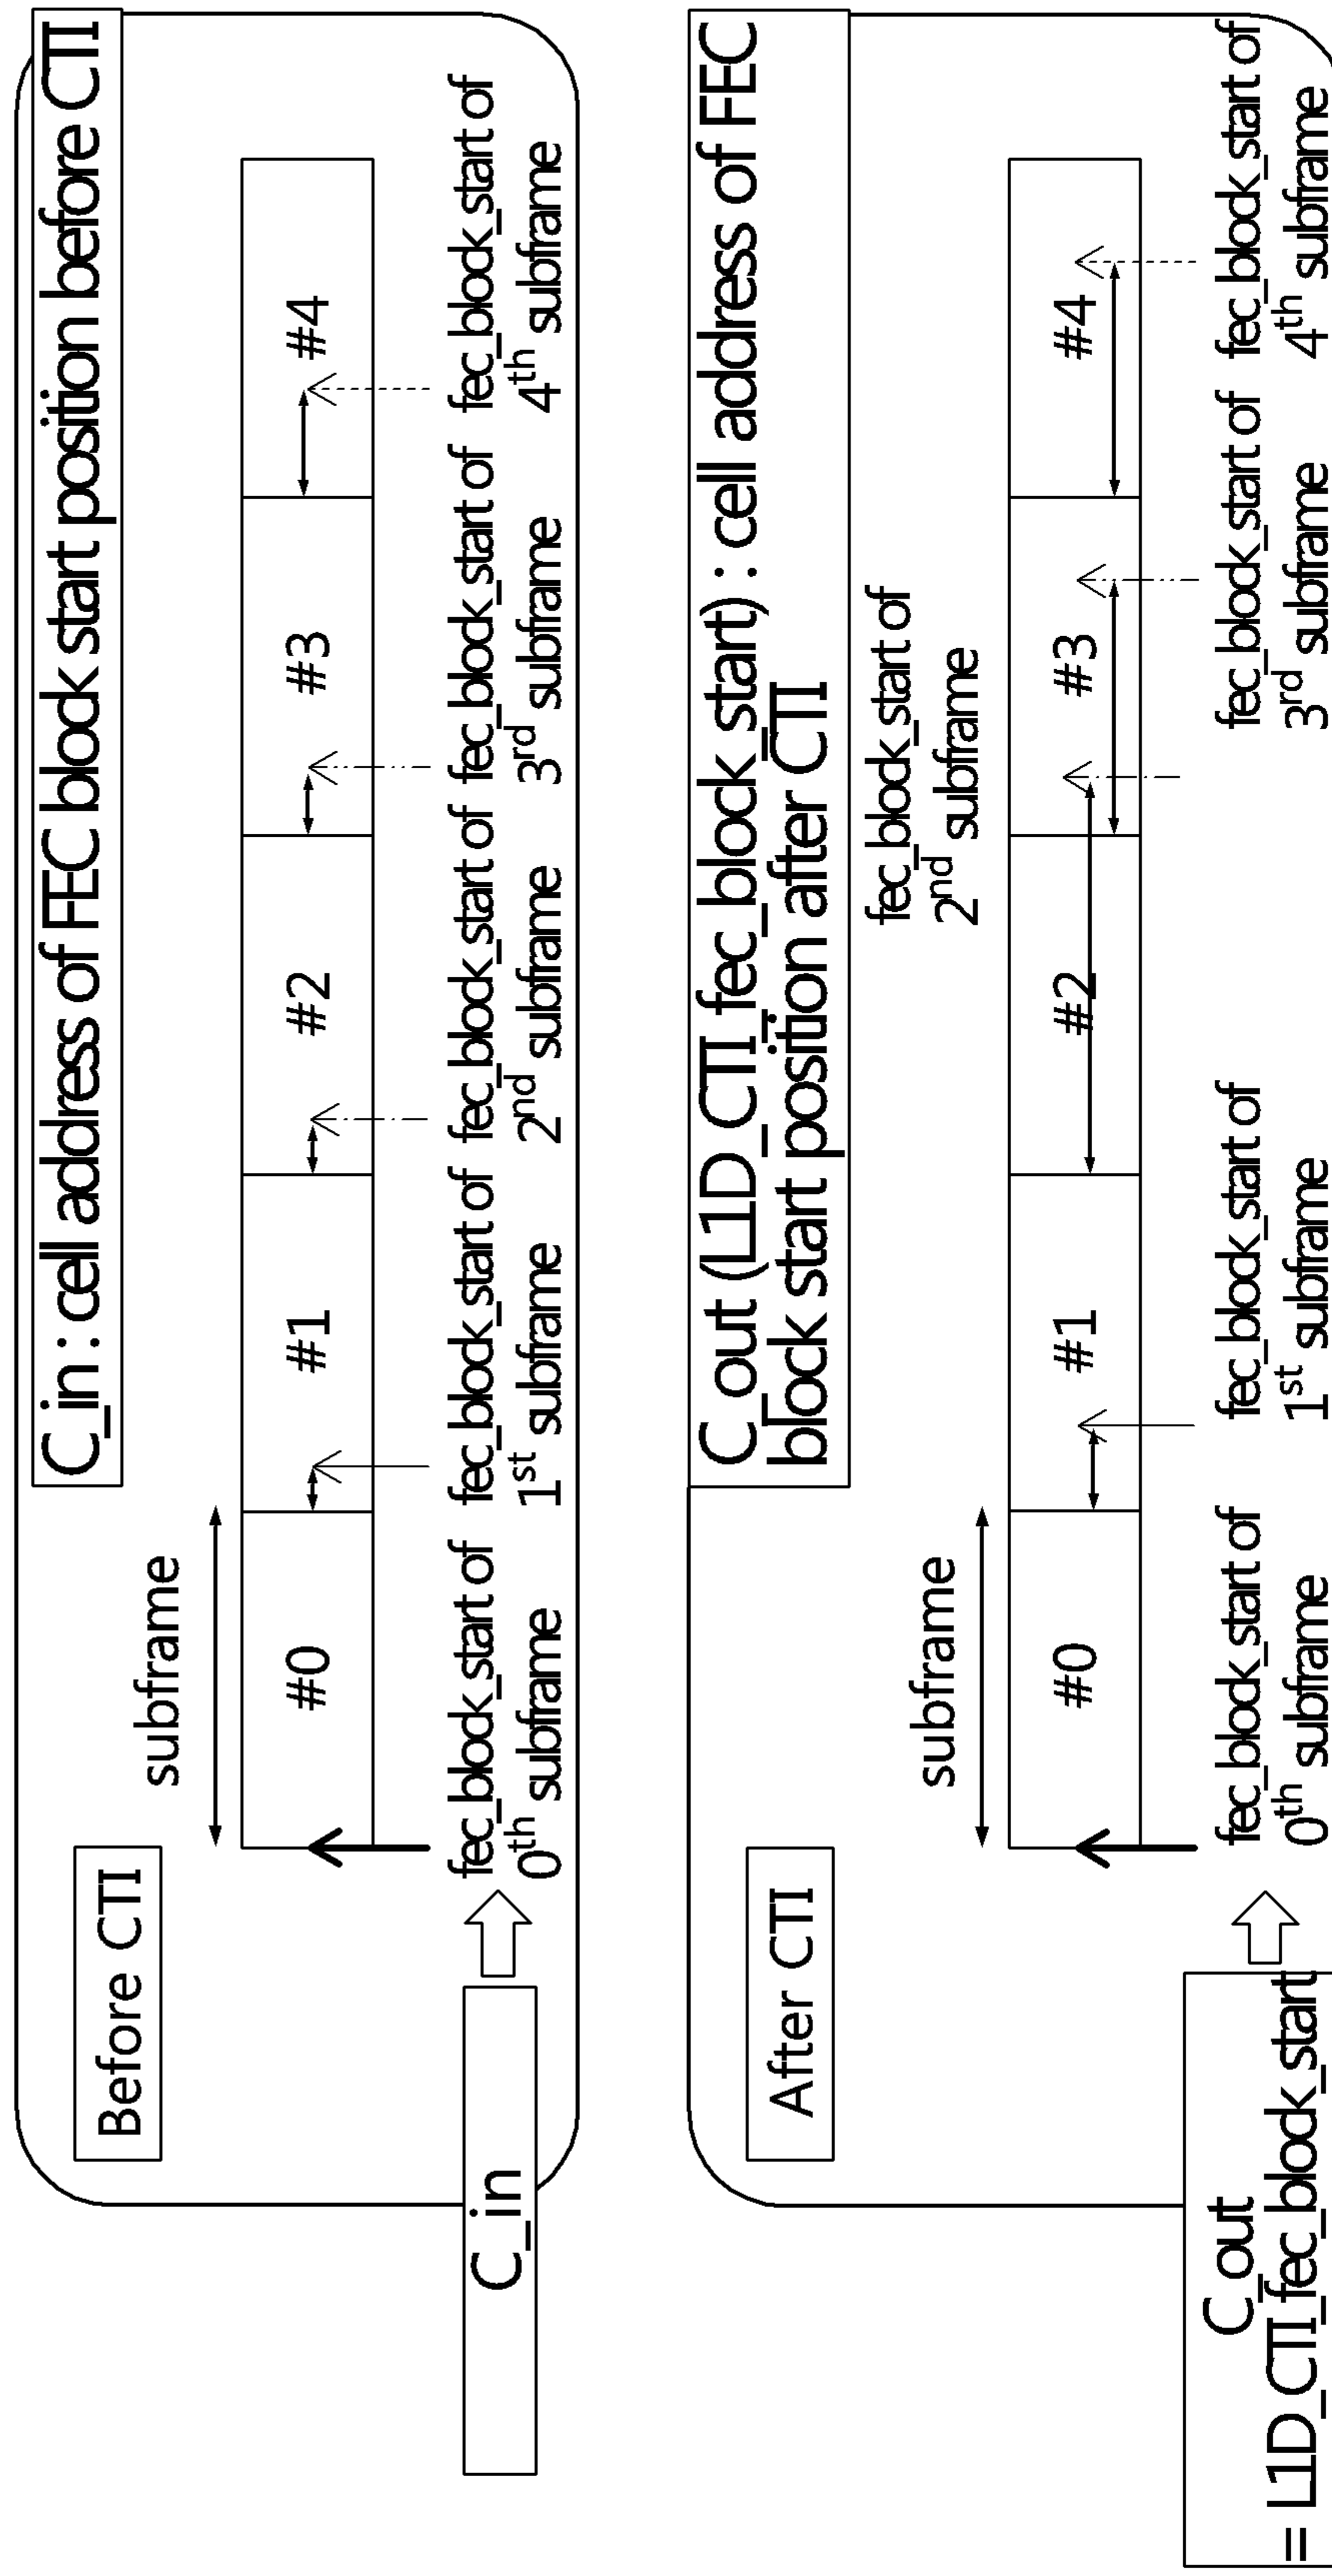 C_in : cell address of FEC block start position before CTI
Before CTI
subframe
#0
#1
#2
#3
#4
C_in
fec_block_start of
0th subframe
fec_block_start of
1st subframe
fec_block_start of
2nd subframe
fec_block_start of
3rd subframe
fec_block_start of
4th subframe
C_out (L1D_CTI_fec_block_start) : cell address of FEC
block start position after CTI
After CTI
subframe
fec_block_start of
2nd subframe
#0
#1
#2
#3
#4
C_out
= L1D_CTI_fec_block_start
fec_block_start of
0th subframe
fec_block_start of
1st subframe
fec_block_start of
3rd subframe
fec_block_start of
4th subframe